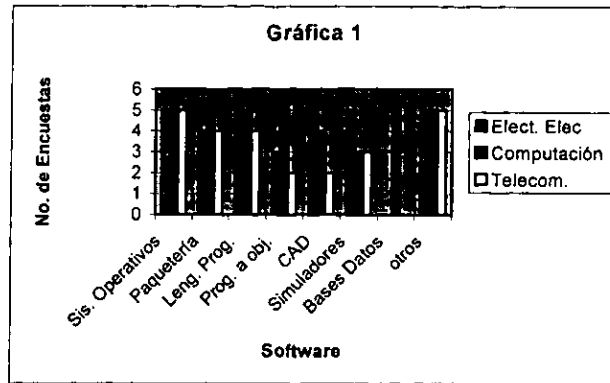 Gráfica 1
No. de Encuestas
6
5
4
3
2
1
0
Sis. Operativos
Paquetería
Leng. Prog.
Prog. a obj.
CAD
Simuladores
Bases Datos
otros
Software
Elect. Elec
Computación
Telecom.